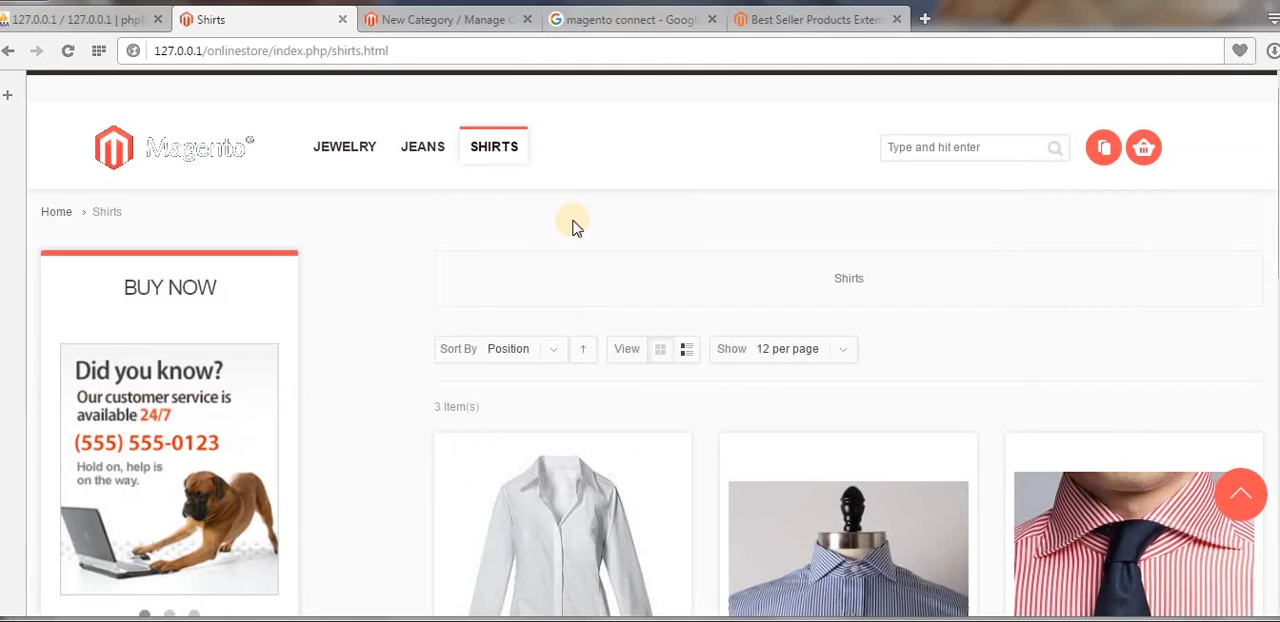 127.0.0.1 / 127.0.0.1 | php
Shirts
New Category / Manage C
magento connect - Google
Best Seller Products Exten
127.0.0.1/onlinestore/index.php/shirts.html
Magento®
JEWELRY
JEANS
SHIRTS
Type and hit enter
Home › Shirts
BUY NOW
Shirts
Did you know?
Our customer service is
available 24/7
(555) 555-0123
Hold on, help is
on the way.
Sort By Position
View
Show 12 per page
3 Item(s)